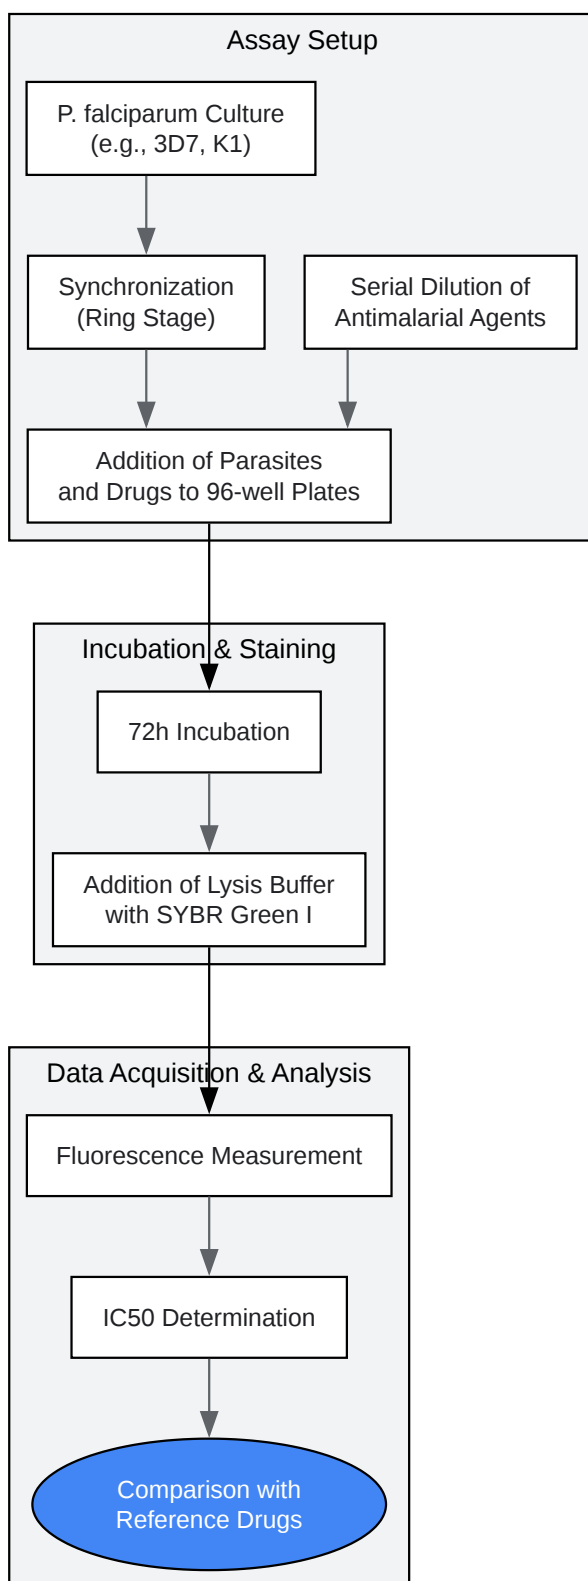 Assay Setup
P. falciparum Culture
(e.g., 3D7, K1)
Synchronization
(Ring Stage)
Serial Dilution of
Antimalarial Agents
Addition of Parasites
and Drugs to 96-well Plates
Incubation & Staining
72h Incubation
Addition of Lysis Buffer
with SYBR Green I
Data Acquisition & Analysis
Fluorescence Measurement
IC50 Determination
Comparison with
Reference Drugs